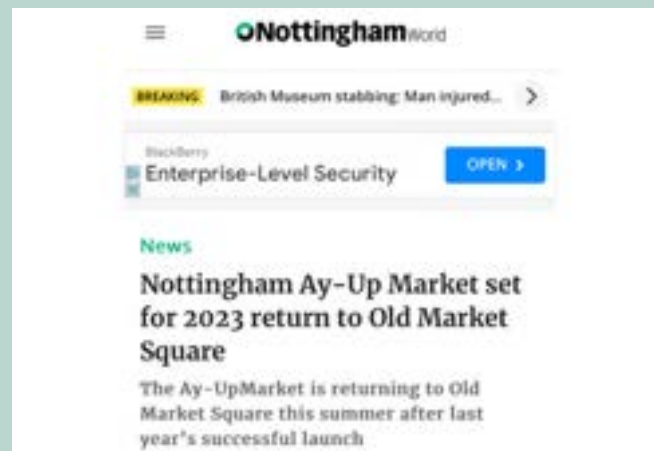 Nottingham World
BREAKING British Museum stabbing: Man injured...
BlackBerry
Enterprise-Level Security
OPEN
News
Nottingham Ay-Up Market set
for 2023 return to Old Market
Square
The Ay-UpMarket is returning to Old
Market Square this summer after last
year's successful launch